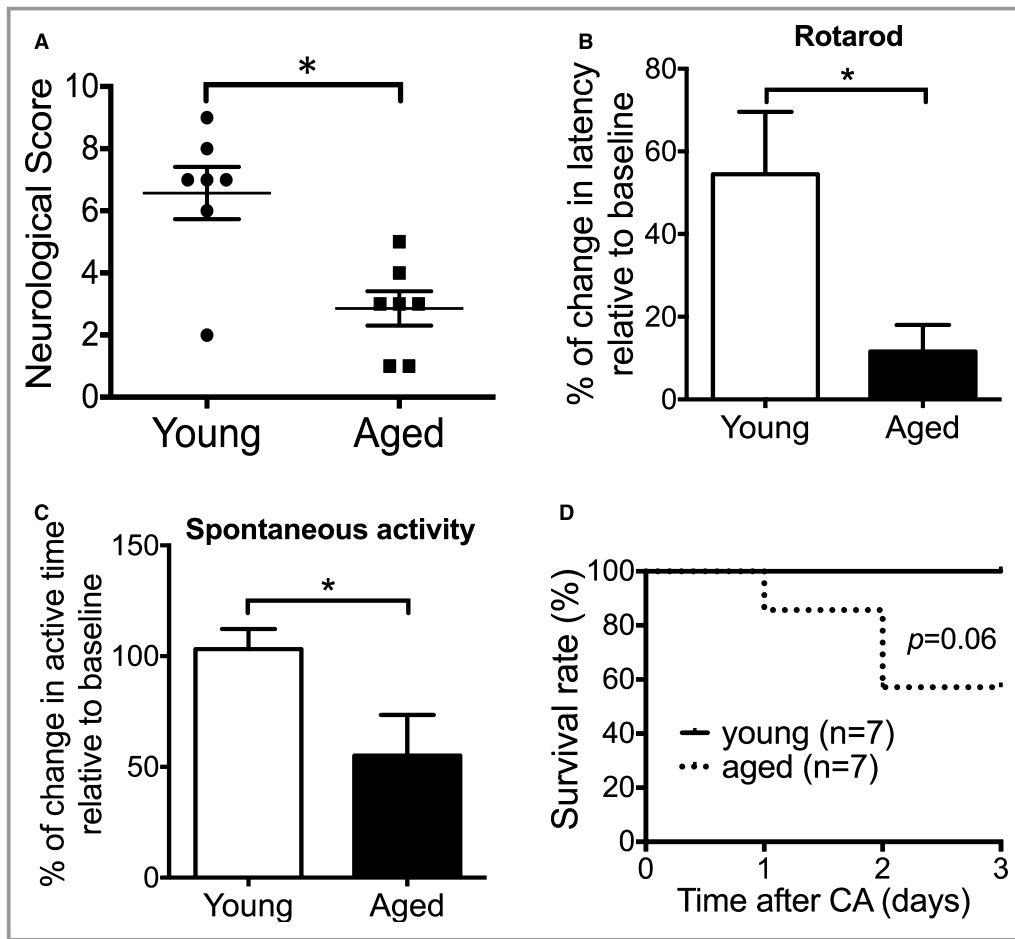 A
*
Neurological Score
10
8
6
4
2
0
Young Aged
B
Rotarod
*
% of change in latency
relative to baseline
80
60
40
20
0
Young Aged
C
Spontaneous activity
*
% of change in active time
relative to baseline
150
100
50
0
Young Aged
D
Survival rate (%)
100
80
60
40
20
0
p=0.06
young (n=7)
aged (n=7)
0 1 2 3
Time after CA (days)